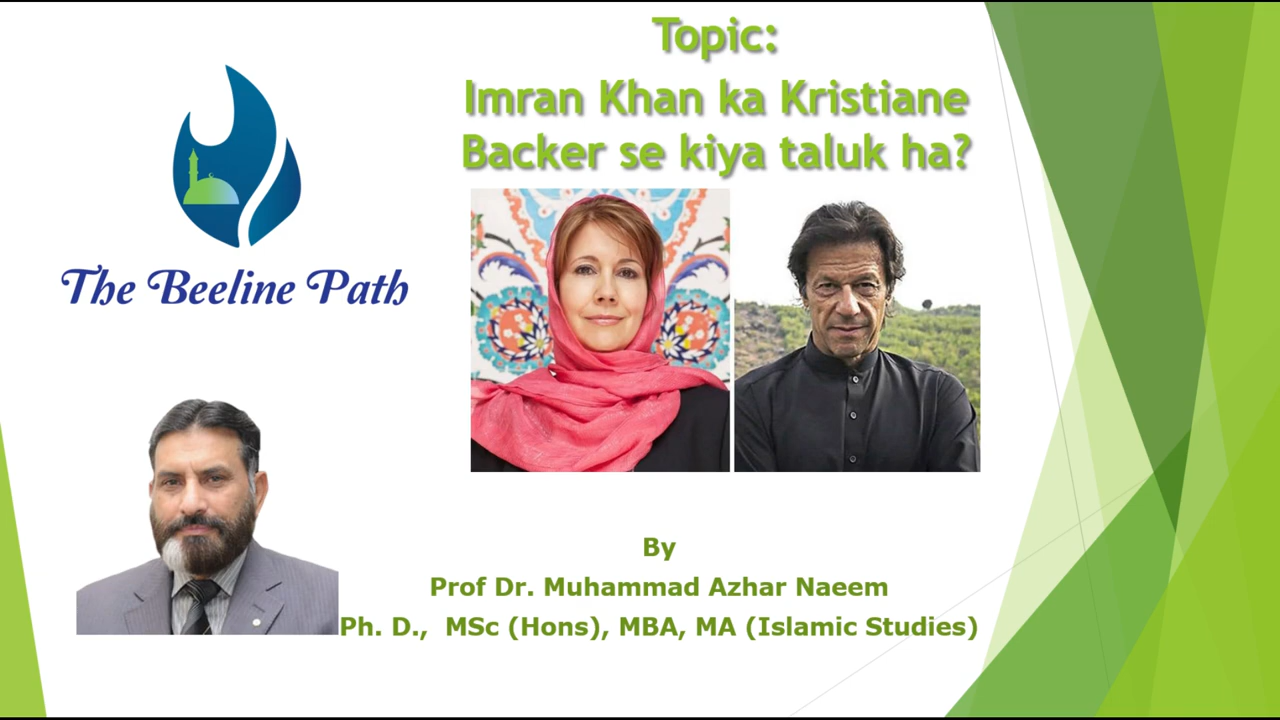 Topic:
Imran Khan ka Kristiane
Backer se kiya taluk ha?
The Beeline Path
By
Prof Dr. Muhammad Azhar Naeem
Ph. D., MSc (Hons), MBA, MA (Islamic Studies)